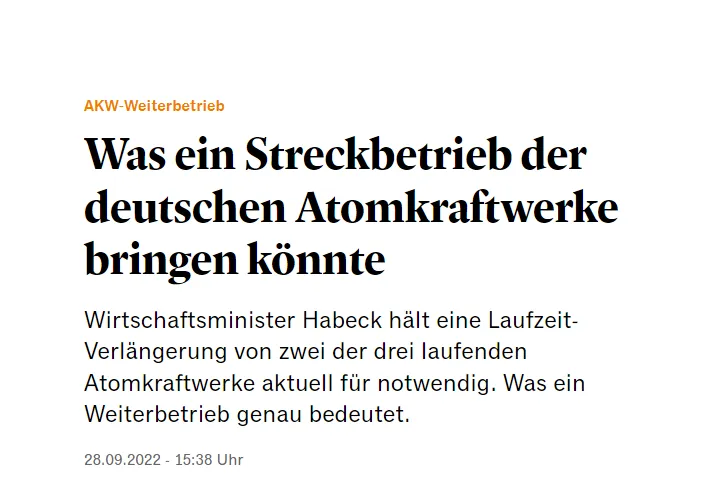 AKW-Weiterbetrieb
Was ein Streckbetrieb der
deutschen Atomkraftwerke
bringen könnte
Wirtschaftsminister Habeck hält eine Laufzeit-
Verlängerung von zwei der drei laufenden
Atomkraftwerke aktuell für notwendig. Was ein
Weiterbetrieb genau bedeutet.
28.09.2022 - 15:38 Uhr